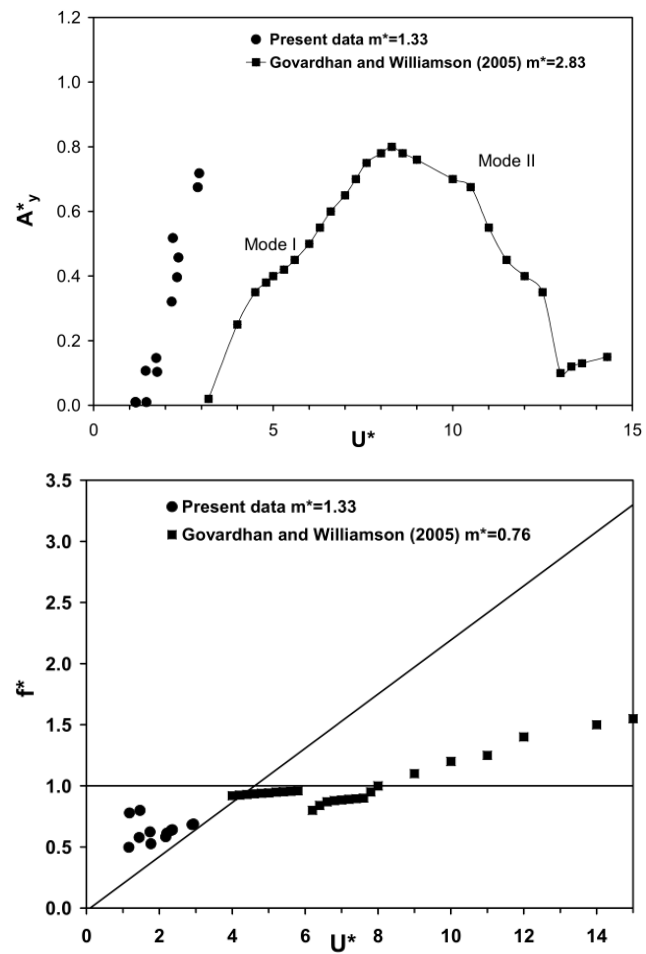 1.2
Present data m*=1.33
Govardhan and Williamson (2005) m*=2.83
1.0
0.8
Mode II
A*y
0.6
Mode I
0.4
0.2
0.0
0 5 10 15
U*
3.5
Present data m*=1.33
Govardhan and Williamson (2005) m*=0.76
3.0
2.5
2.0
f*
1.5
1.0
0.5
0.0
0 2 4 6 8 10 12 14
U*